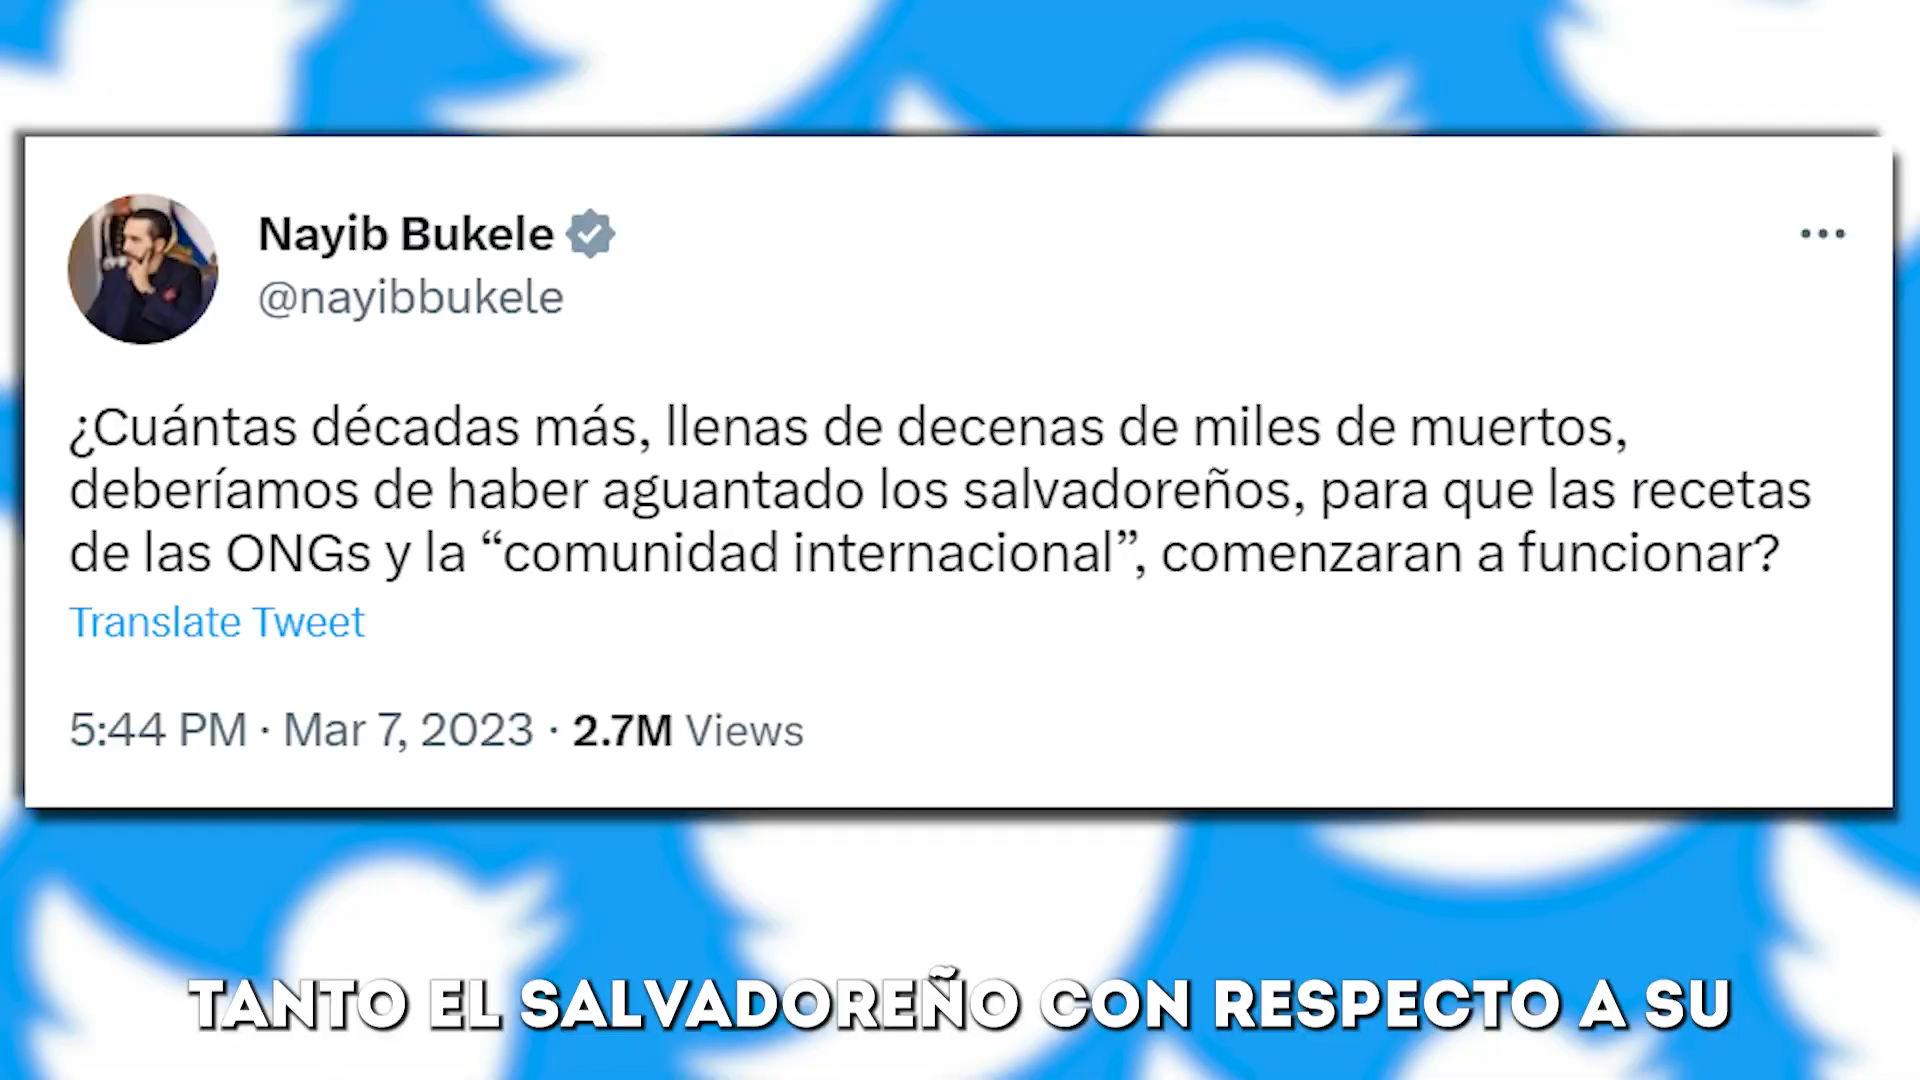 Nayib Bukele
@nayibbukele
¿Cuántas décadas más, llenas de decenas de miles de muertos,
deberíamos de haber aguantado los salvadoreños, para que las recetas
de las ONGs y la “comunidad internacional”, comenzaran a funcionar?
Translate Tweet
5:44 PM · Mar 7, 2023 · 2.7M Views
TANTO EL SALVADOREÑO CON RESPECTO A SU